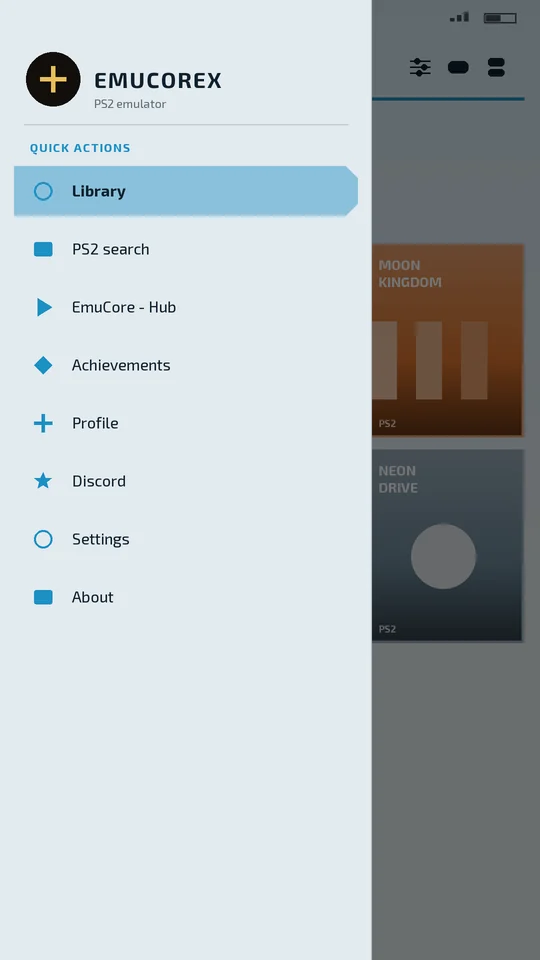 EMUCOREX
PS2 emulator
QUICK ACTIONS
Library
PS2 search
EmuCore - Hub
Achievements
Profile
Discord
Settings
About
MOON
KINGDOM
PS2
NEON
DRIVE
PS2